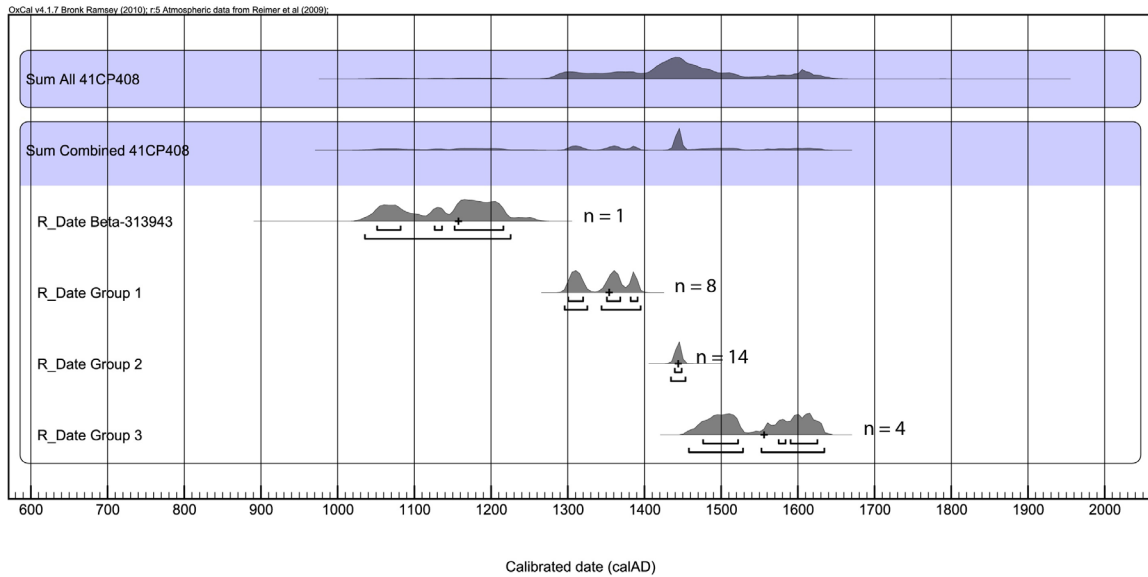 OxCal v4.1.7 Bronk Ramsey (2010); r:5 Atmospheric data from Reimer et al (2009);
Sum All 41CP408
Sum Combined 41CP408
R_Date Beta-313943
n = 1
R_Date Group 1
n = 8
R_Date Group 2
n = 14
R_Date Group 3
n = 4
600 700 800 900 1000 1100 1200 1300 1400 1500 1600 1700 1800 1900 2000
Calibrated date (calAD)